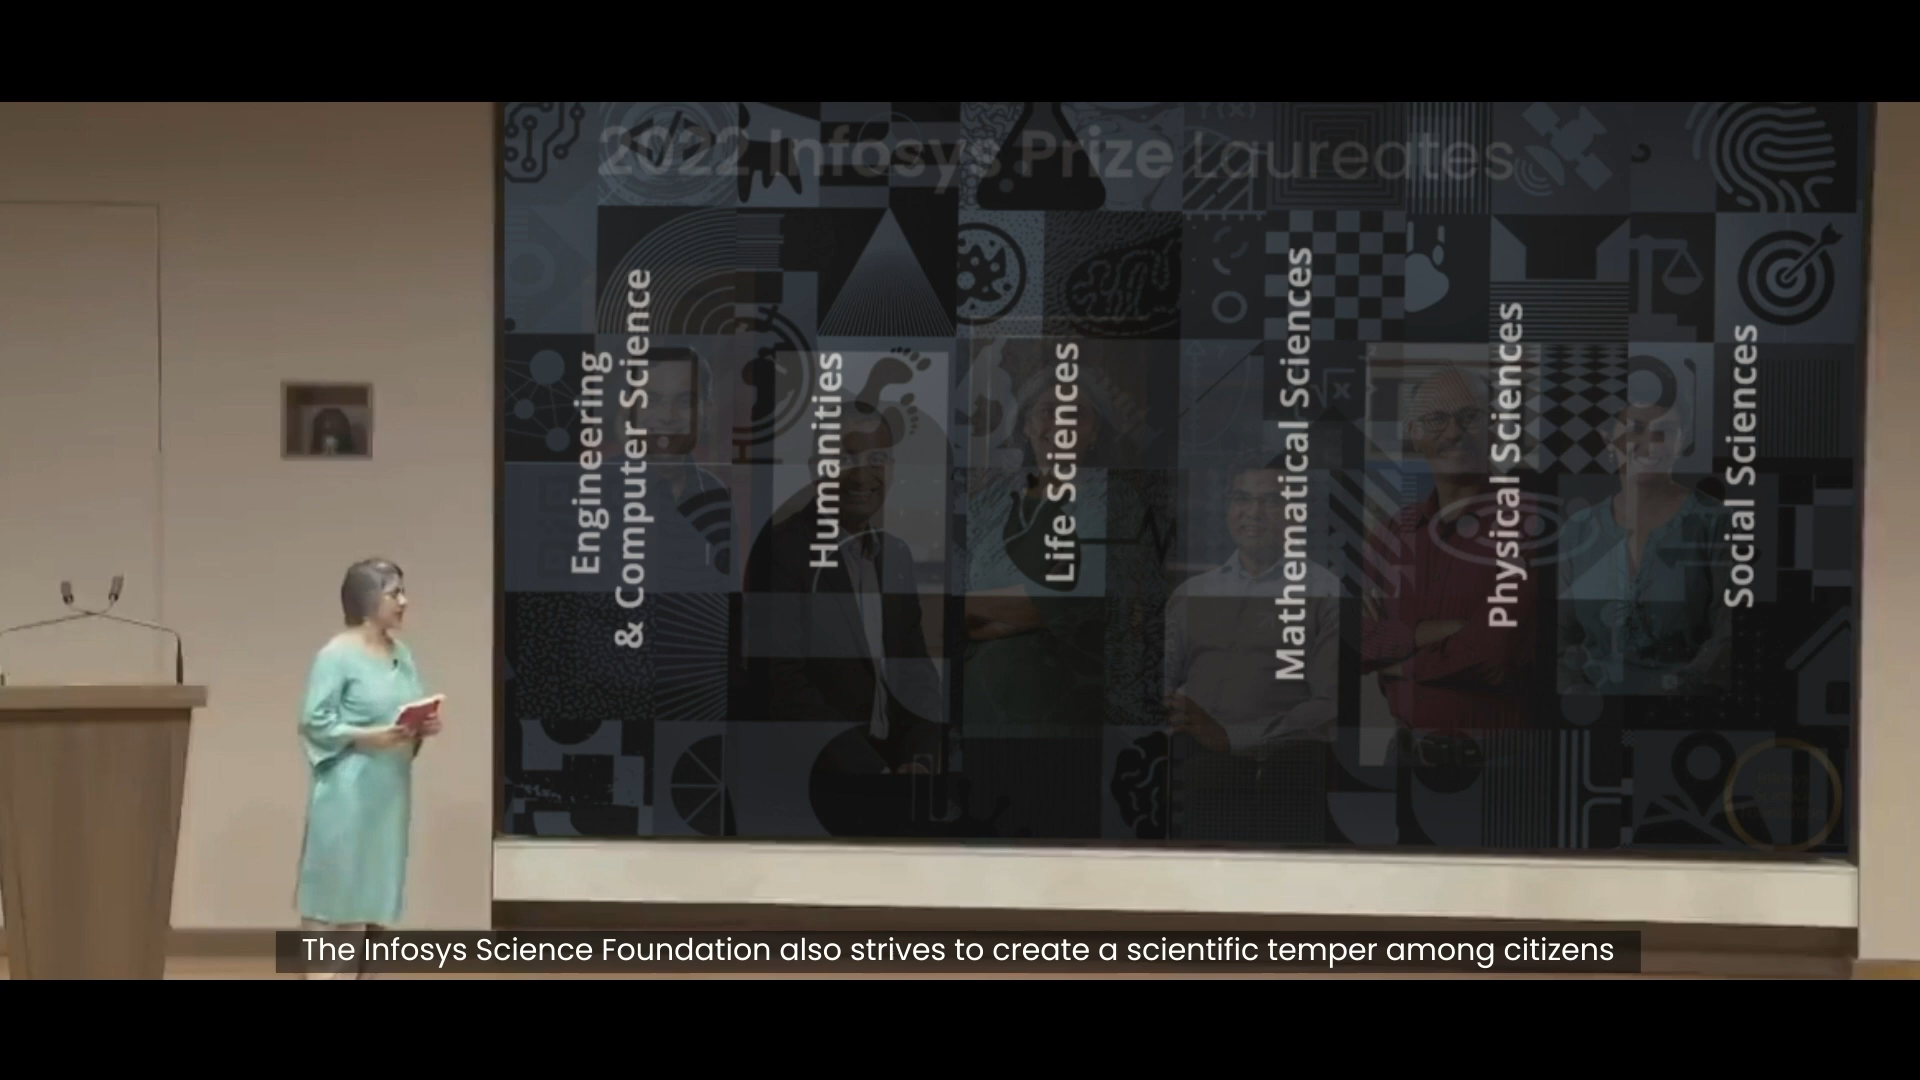 2022 Infosys Prize Laureates
Engineering
& Computer Science
Humanities
Life Sciences
Mathematical Sciences
Physical Sciences
Social Sciences
The Infosys Science Foundation also strives to create a scientific temper among citizens